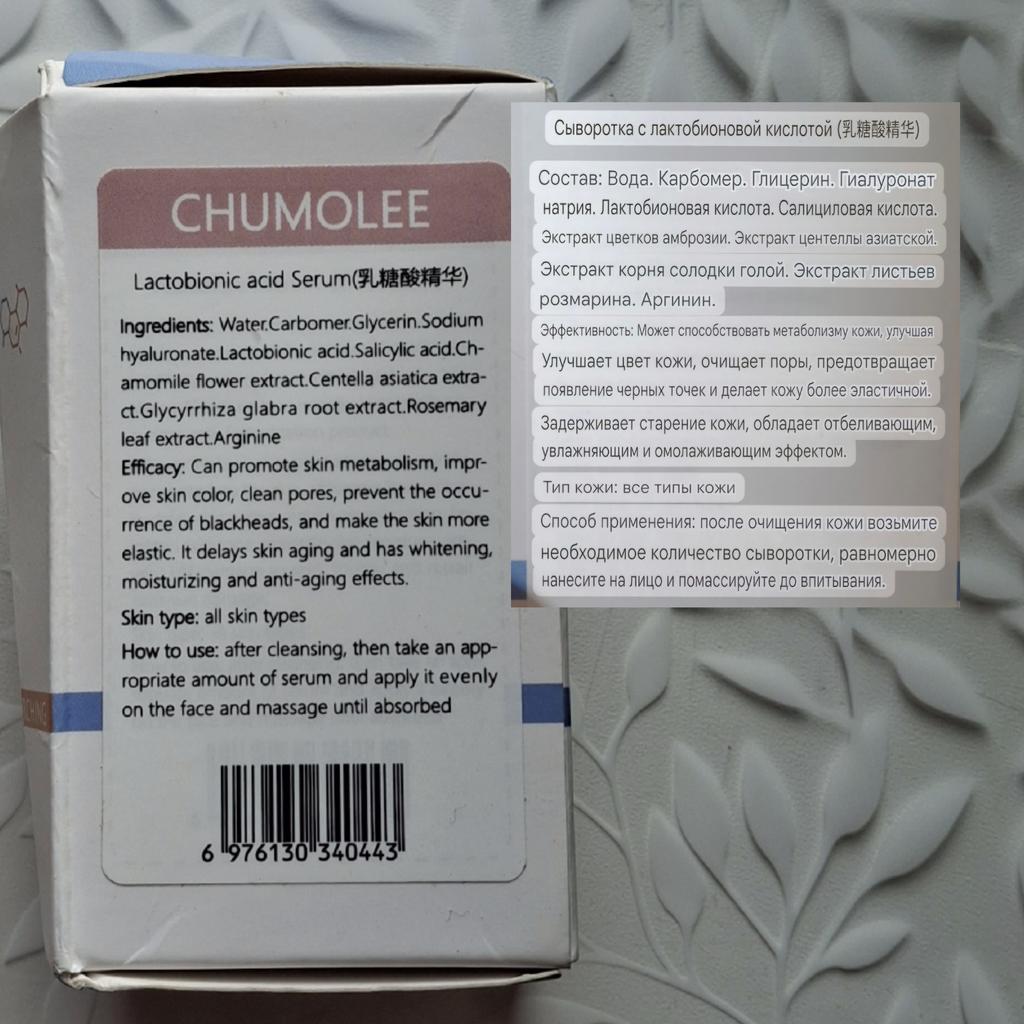 CHUMOLEE
Lactobionic acid Serum(乳糖酸精华)
Ingredients: Water.Carbomer.Glycerin.Sodium
hyaluronate.Lactobionic acid.Salicylic acid.Ch-
amomile flower extract.Centella asiatica extra-
ct.Glycyrrhiza glabra root extract.Rosemary
leaf extract.Arginine
Efficacy: Can promote skin metabolism, impr-
ove skin color, clean pores, prevent the occu-
rrence of blackheads, and make the skin more
elastic. It delays skin aging and has whitening,
moisturizing and anti-aging effects.
Skin type: all skin types
How to use: after cleansing, then take an app-
ropriate amount of serum and apply it evenly
on the face and massage until absorbed
6 976130 340443
Сыворотка с лактобионовой кислотой (乳糖酸精华)
Состав: Вода. Карбомер. Глицерин. Гиалуронат
натрия. Лактобионовая кислота. Салициловая кислота.
Экстракт цветков амброзии. Экстракт центеллы азиатской.
Экстракт корня солодки голой. Экстракт листьев
розмарина. Аргинин.
Эффективность: Может способствовать метаболизму кожи, улучшая
Улучшает цвет кожи, очищает поры, предотвращает
появление черных точек и делает кожу более эластичной.
Задерживает старение кожи, обладает отбеливающим,
увлажняющим и омолаживающим эффектом.
Тип кожи: все типы кожи
Способ применения: после очищения кожи возьмите
необходимое количество сыворотки, равномерно
нанесите на лицо и помассируйте до впитывания.